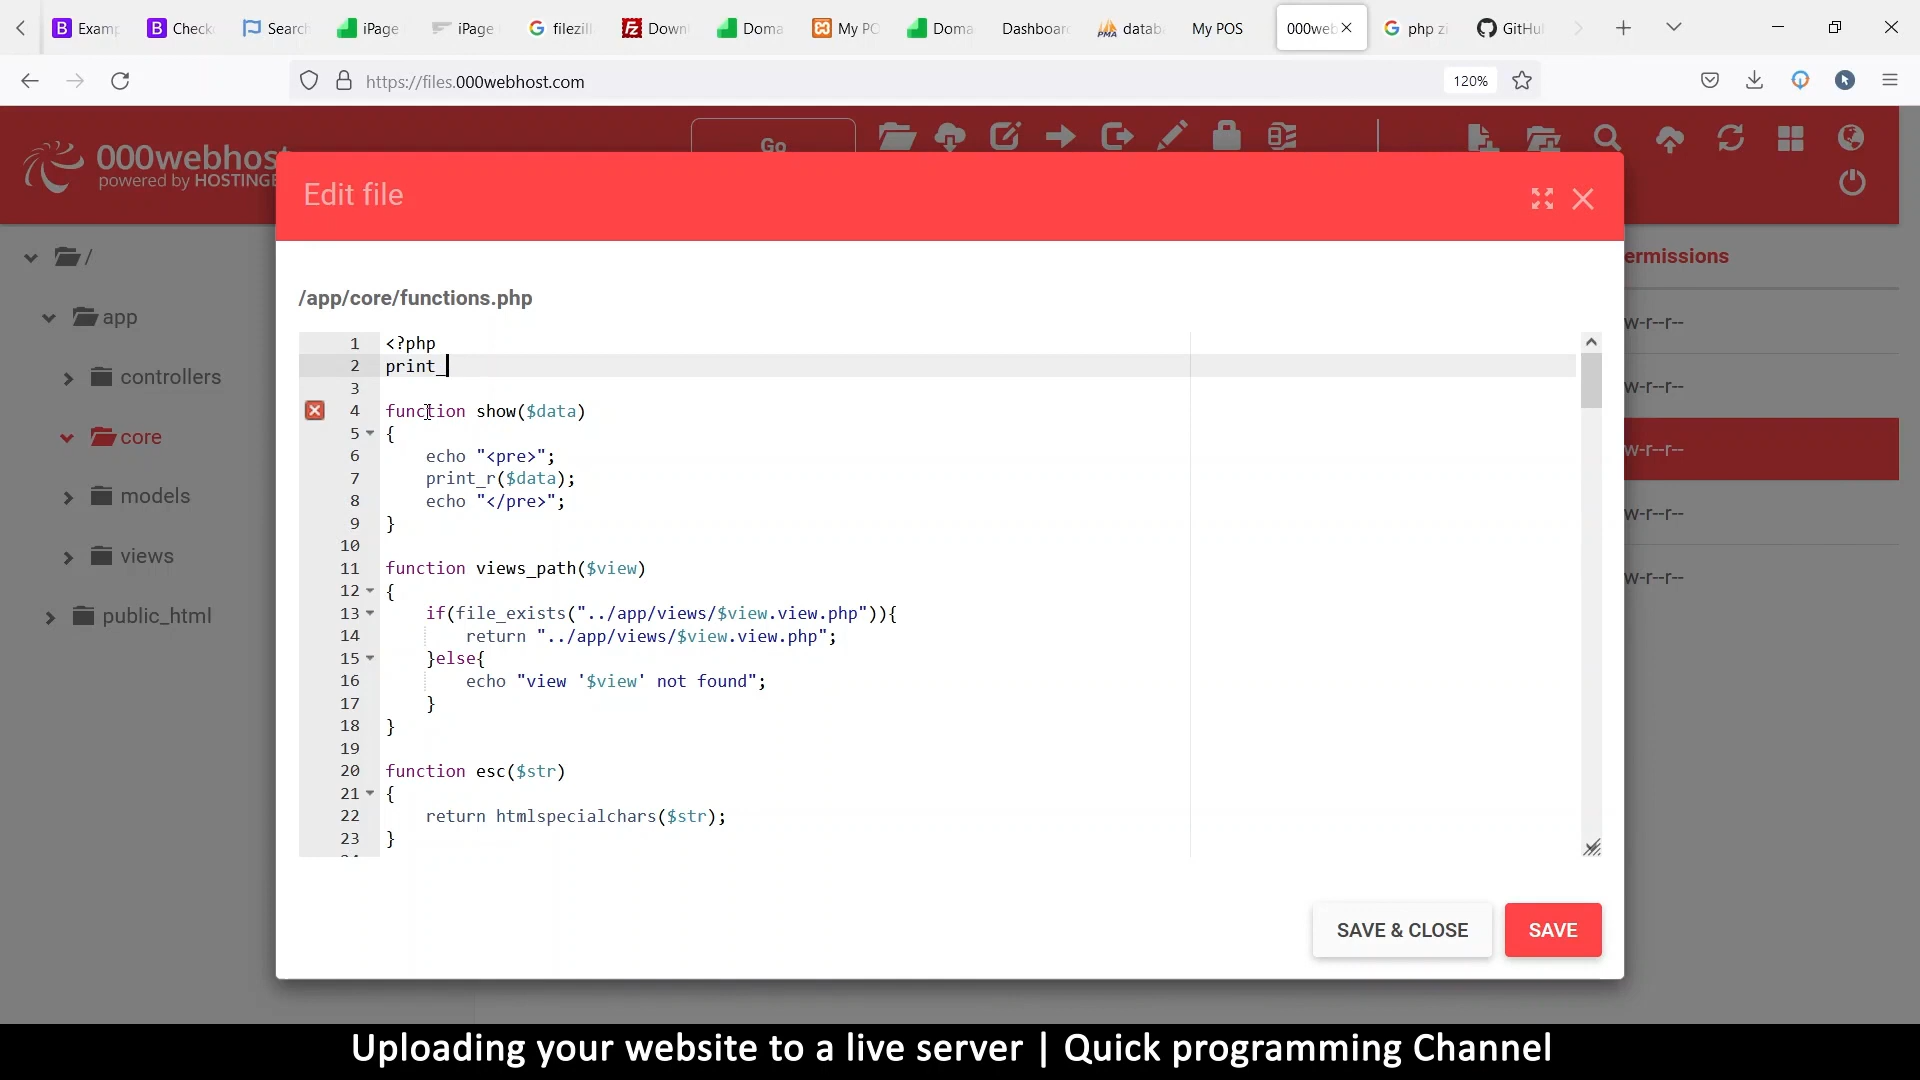 Examp
Check
Search
iPage
iPage
filezill
Down
Doma
My PO
Doma
Dashboar
datab
My POS
000web
php zi
GitHu
https://files.000webhost.com
120%
000webhost
powered by HOSTINGE
Go
Edit file
/
app
controllers
core
models
views
public_html
ermissions
w-r--r--
w-r--r--
w-r--r--
w-r--r--
w-r--r--
/app/core/functions.php
1 <?php
2 print_
3
4 function show($data)
5 {
6     echo "<pre>";
7     print_r($data);
8     echo "</pre>";
9 }
10
11 function views_path($view)
12 {
13     if(file_exists("../app/views/$view.view.php")){
14         return "../app/views/$view.view.php";
15     }else{
16         echo "view '$view' not found";
17     }
18 }
19
20 function esc($str)
21 {
22     return htmlspecialchars($str);
23 }
SAVE & CLOSE
SAVE
Uploading your website to a live server | Quick programming Channel